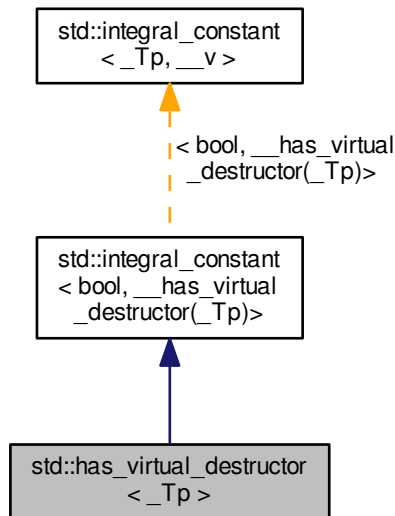 std::integral_constant
< _Tp, __v >
< bool, __has_virtual
_destructor(_Tp)>
std::integral_constant
< bool, __has_virtual
_destructor(_Tp)>
std::has_virtual_destructor
< _Tp >